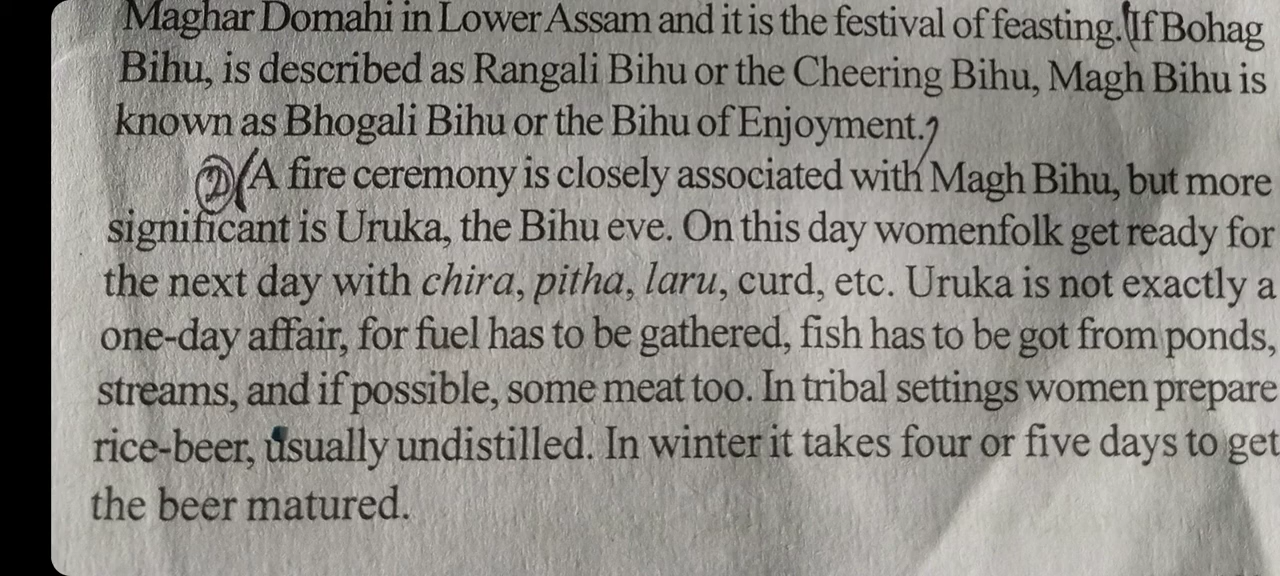 Maghar Domahi in Lower Assam and it is the festival of feasting. If Bohag
Bihu, is described as Rangali Bihu or the Cheering Bihu, Magh Bihu is
known as Bhogali Bihu or the Bihu of Enjoyment.
② A fire ceremony is closely associated with Magh Bihu, but more
significant is Uruka, the Bihu eve. On this day womenfolk get ready for
the next day with chira, pitha, laru, curd, etc. Uruka is not exactly a
one-day affair, for fuel has to be gathered, fish has to be got from ponds,
streams, and if possible, some meat too. In tribal settings women prepare
rice-beer, usually undistilled. In winter it takes four or five days to get
the beer matured.